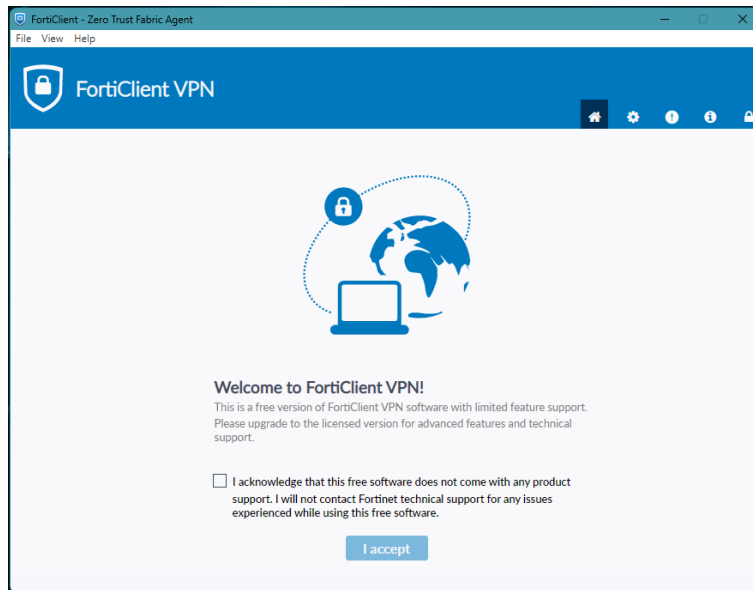 FortiClient - Zero Trust Fabric Agent
File View Help
FortiClient VPN
Welcome to FortiClient VPN!
This is a free version of FortiClient VPN software with limited feature support.
Please upgrade to the licensed version for advanced features and technical
support.
I acknowledge that this free software does not come with any product
support. I will not contact Fortinet technical support for any issues
experienced while using this free software.
I accept